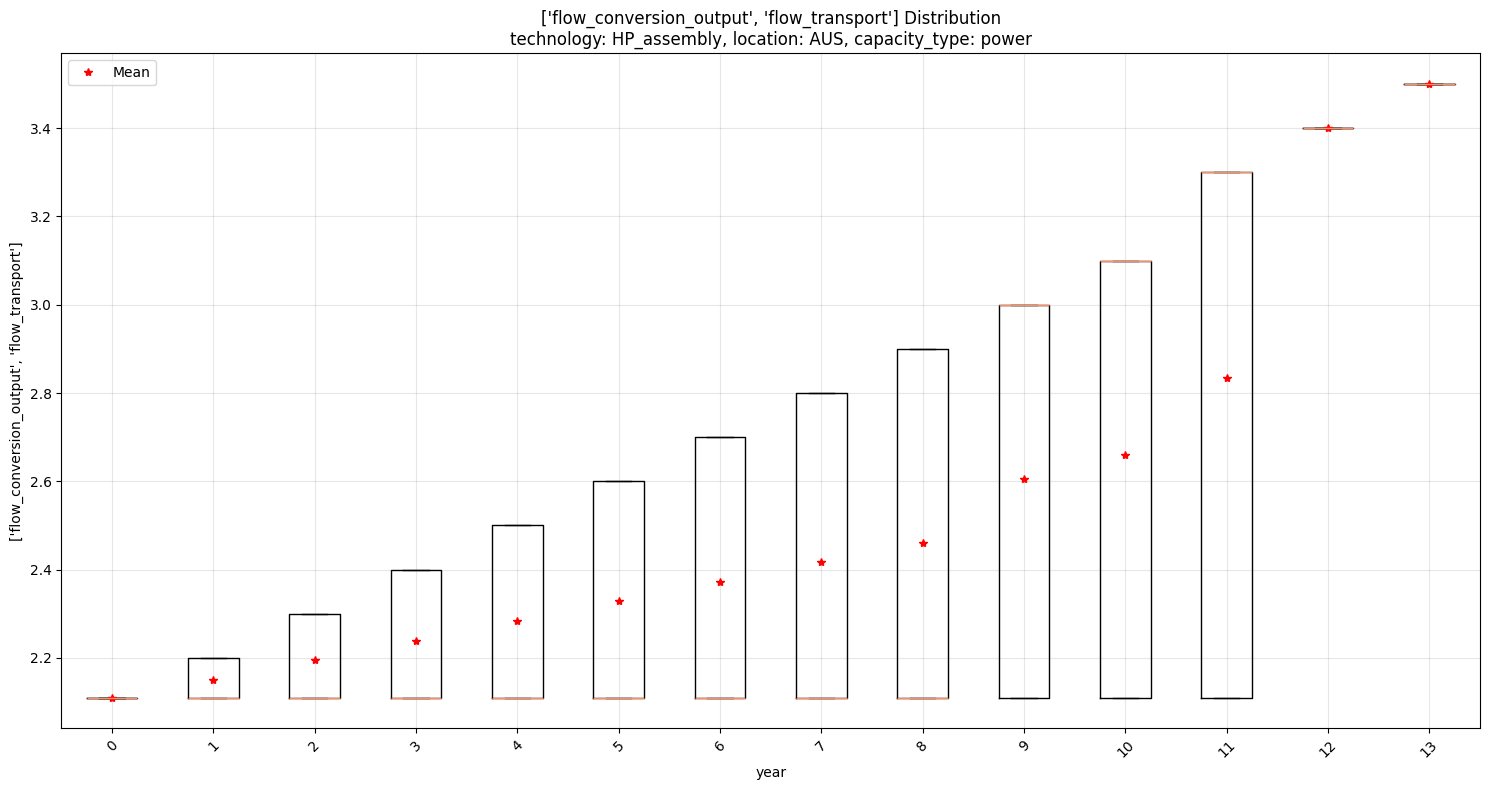 ['flow_conversion_output', 'flow_transport'] Distribution
technology: HP_assembly, location: AUS, capacity_type: power
Mean
['flow_conversion_output', 'flow_transport']
3.4
3.2
3.0
2.8
2.6
2.4
2.2
0 1 2 3 4 5 6 7 8 9 10 11 12 13
year